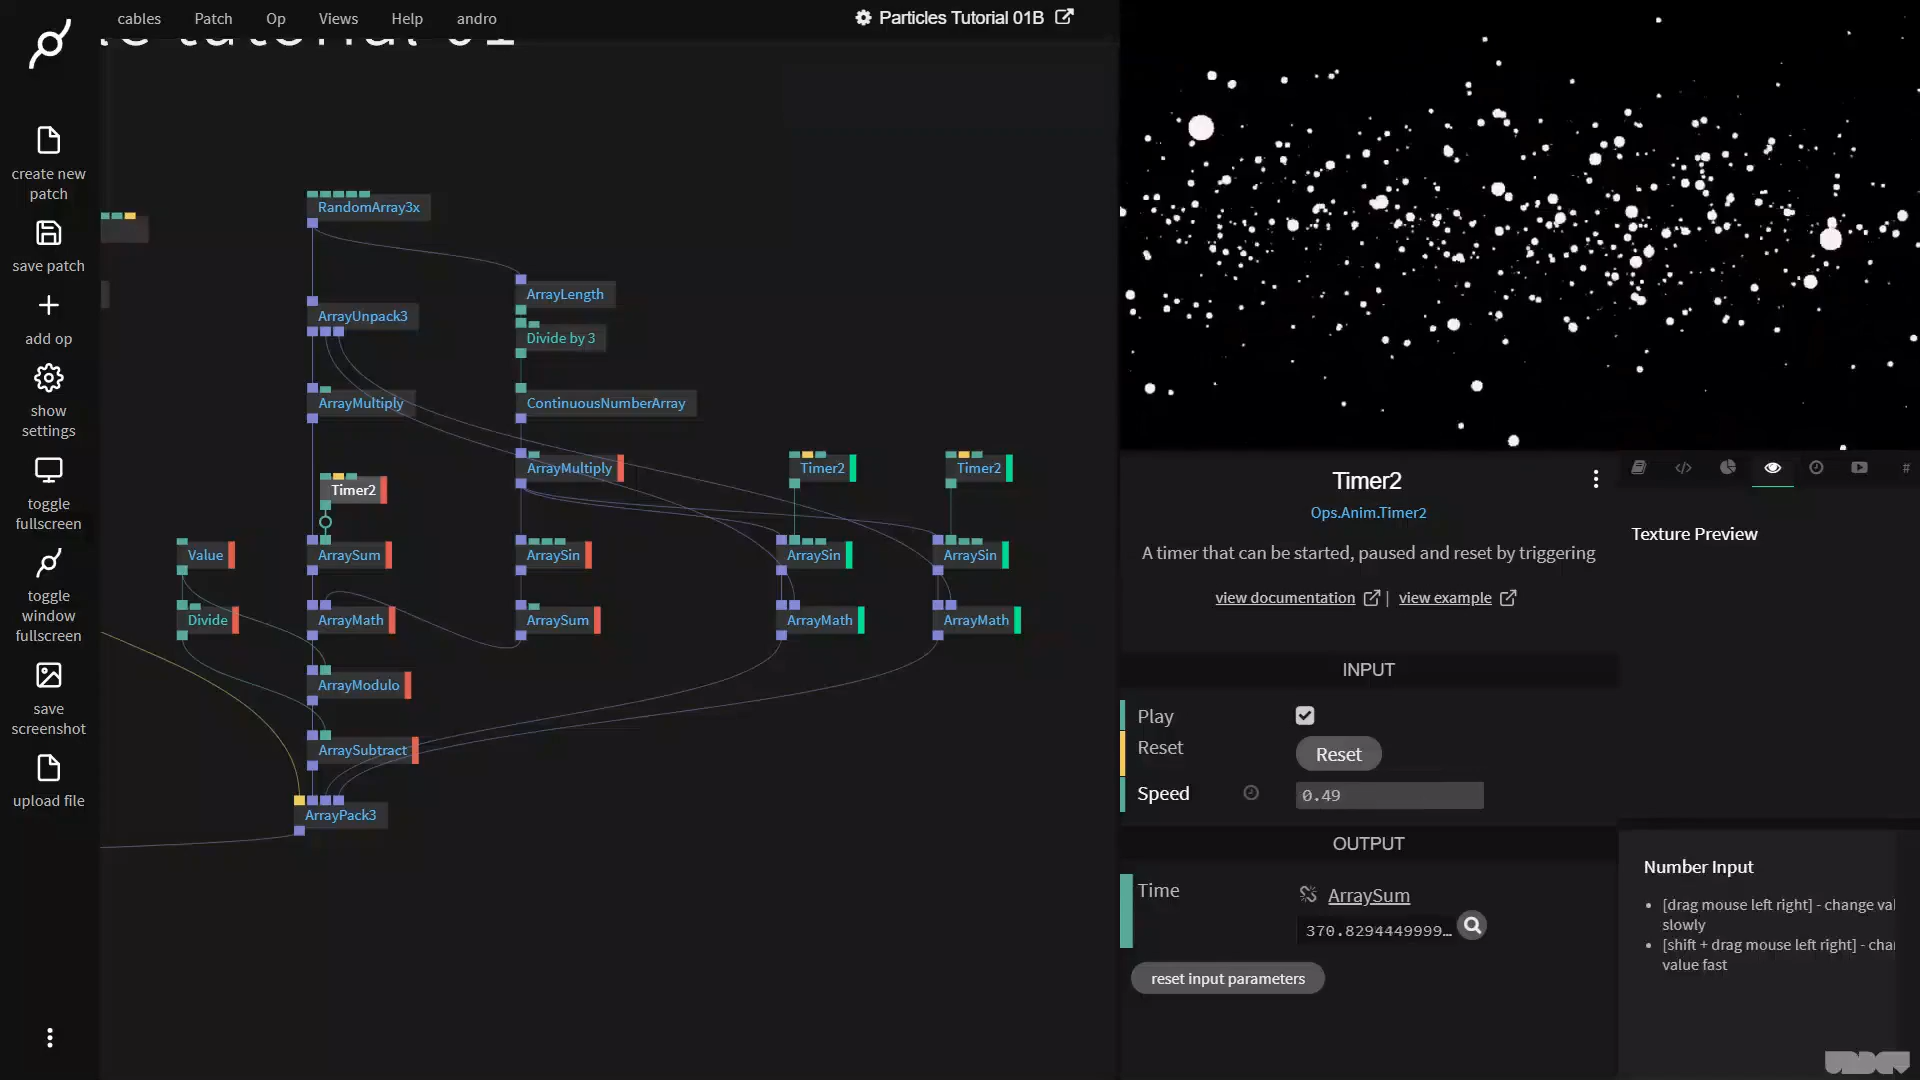 cables
Patch
Op
Views
Help
andro
Particles Tutorial 01B
create new
patch
save patch
add op
show
settings
toggle
fullscreen
toggle
window
fullscreen
save
screenshot
upload file
RandomArray3x
ArrayLength
Divide by 3
ArrayUnpack3
ArrayMultiply
ContinuousNumberArray
ArrayMultiply
Timer2
Timer2
Timer2
Value
ArraySum
ArraySin
ArraySin
ArraySin
Divide
ArrayMath
ArraySum
ArrayMath
ArrayMath
ArrayModulo
ArraySubtract
ArrayPack3
Timer2
Ops.Anim.Timer2
A timer that can be started, paused and reset by triggering
view documentation | view example
INPUT
Play
Reset
Reset
Speed
0.49
OUTPUT
Time
ArraySum
370.8294449999…
reset input parameters
#
Texture Preview
Number Input
[drag mouse left right] - change val
slowly
[shift + drag mouse left right] - cha
value fast